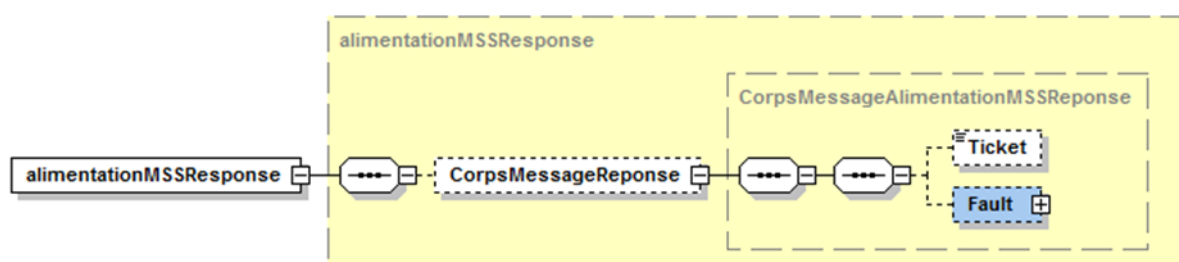 alimentationMSSResponse
CorpsMessageAlimentationMSSReponse
Ticket
alimentationMSSResponse
CorpsMessageReponse
Fault